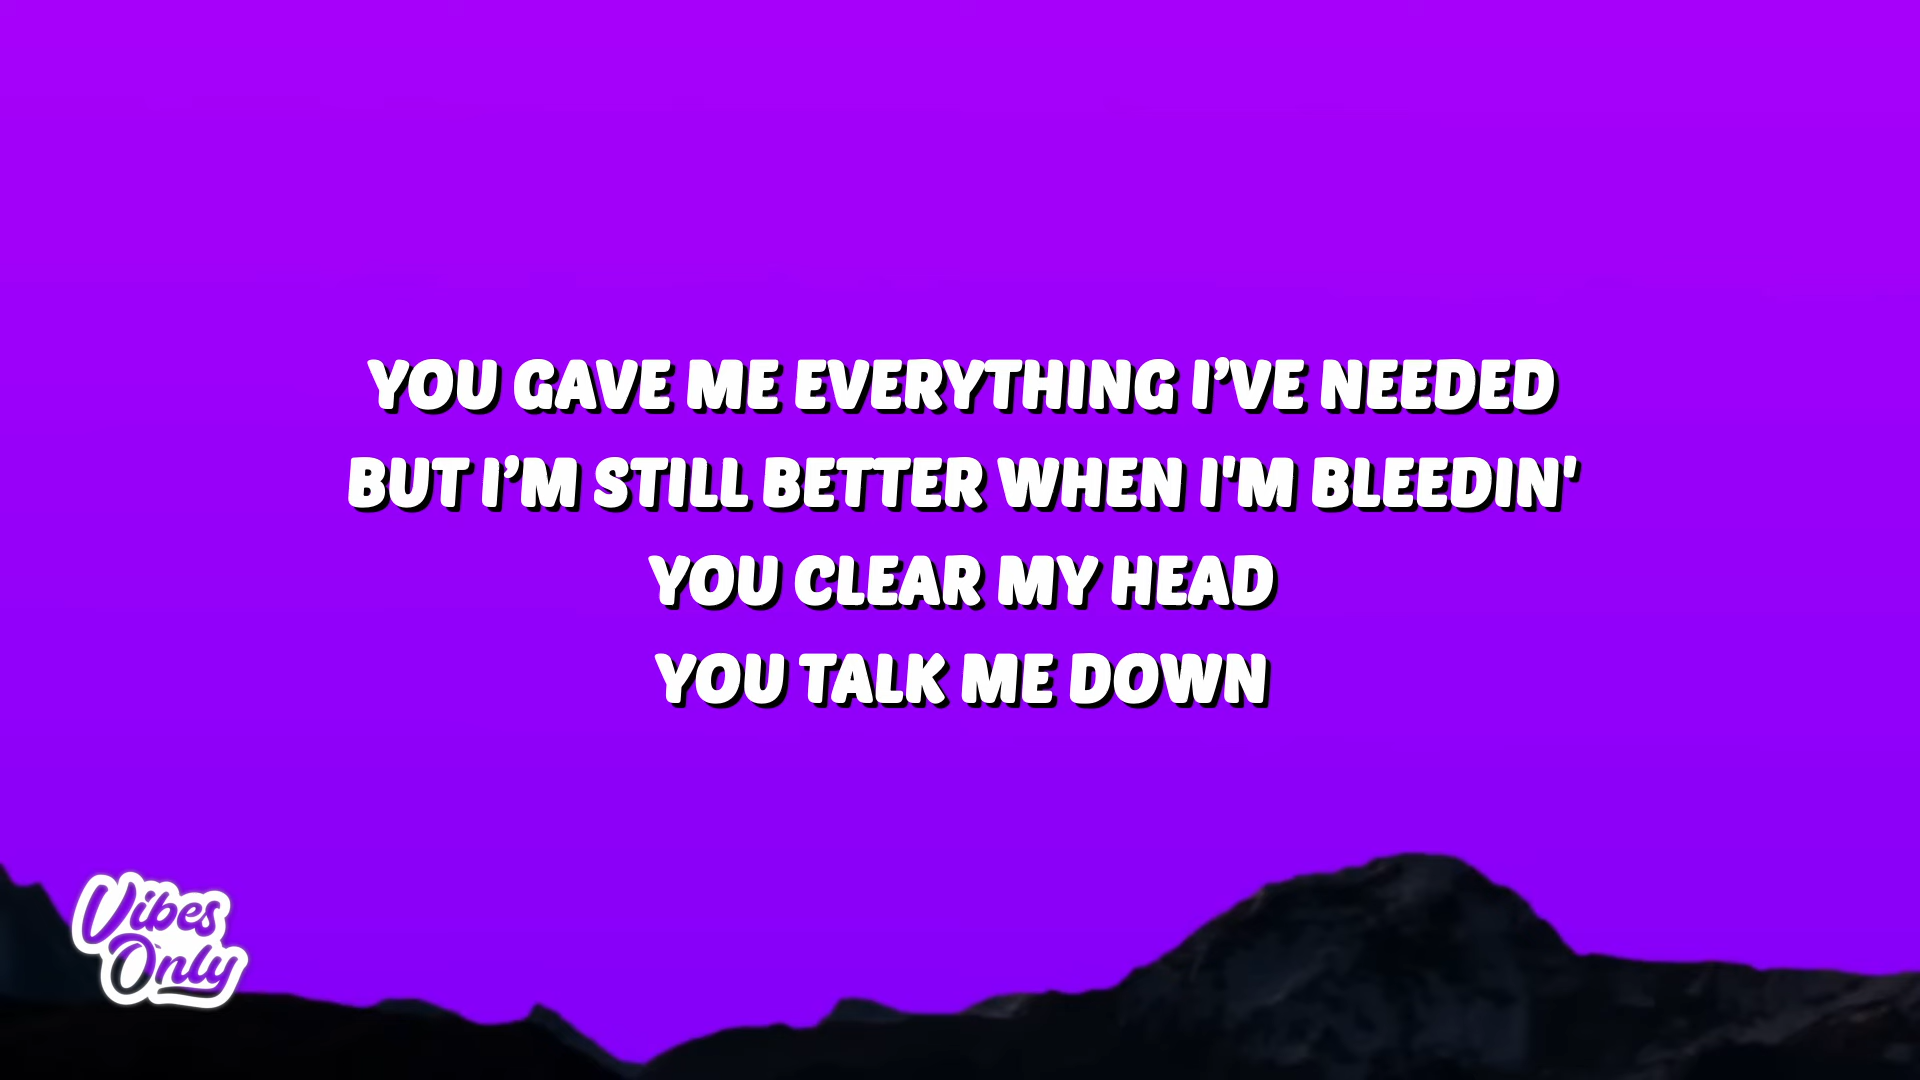 YOU GAVE ME EVERYTHING I’VE NEEDED
BUT I’M STILL BETTER WHEN I'M BLEEDIN'
YOU CLEAR MY HEAD
YOU TALK ME DOWN
Vibes
Only